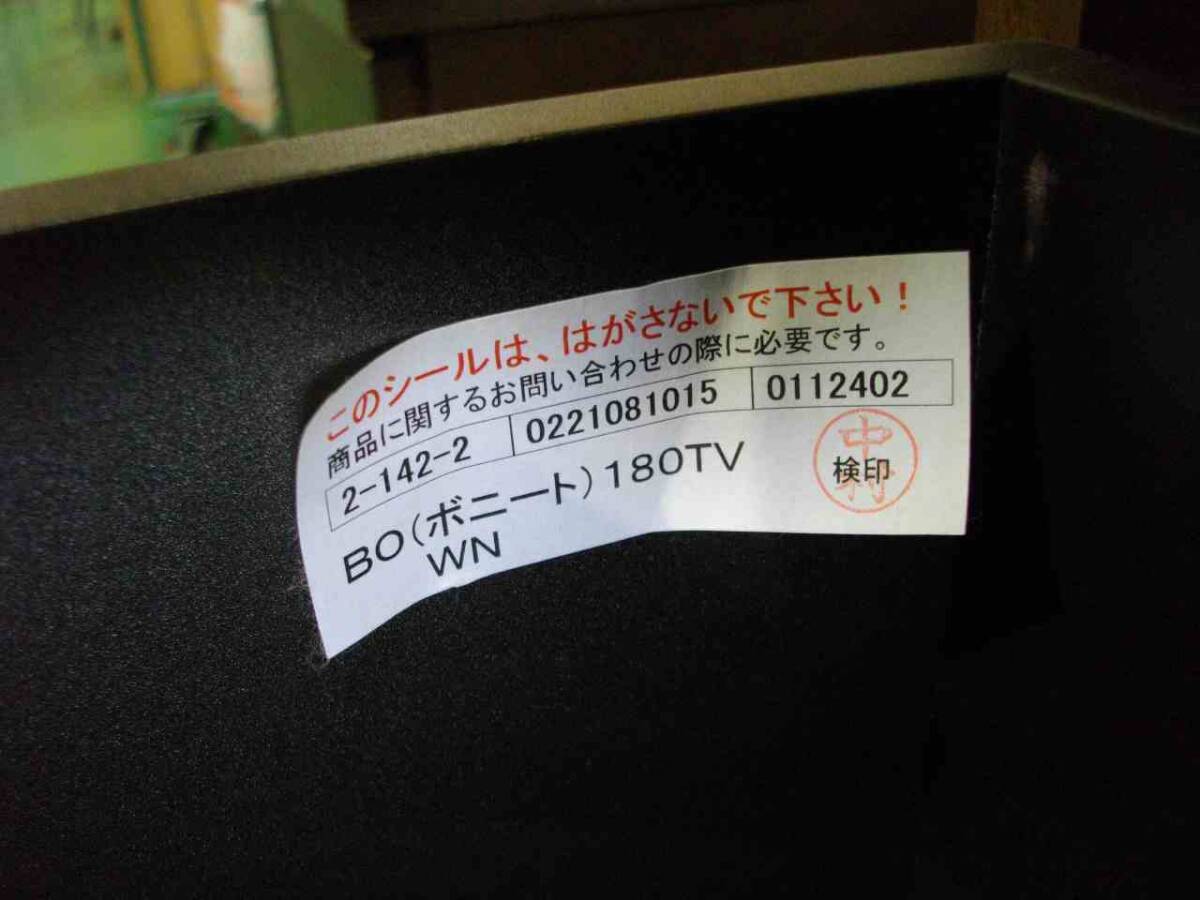 このシールは、はがさないで下さい！
商品に関するお問い合わせの際に必要です。
2-142-2 0221081015 0112402
BO(ボニート)180TV
WN
検印
中村